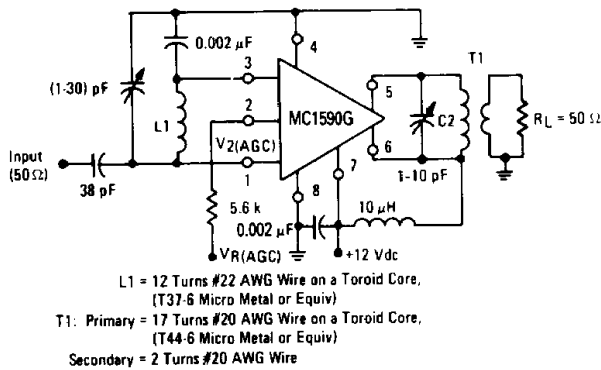 0.002 μF
4
(1-30) pF
3
T1
5
L1
2
MC1590G
C2
RL = 50 Ω
V2(AGC)
6
Input
(50 Ω)
1
7
1-10 pF
38 pF
8
10 μH
5.6 k
0.002 μF
+12 Vdc
VR(AGC)
L1 = 12 Turns #22 AWG Wire on a Toroid Core,
(T37-6 Micro Metal or Equiv)
T1: Primary = 17 Turns #20 AWG Wire on a Toroid Core,
(T44-6 Micro Metal or Equiv)
Secondary = 2 Turns #20 AWG Wire